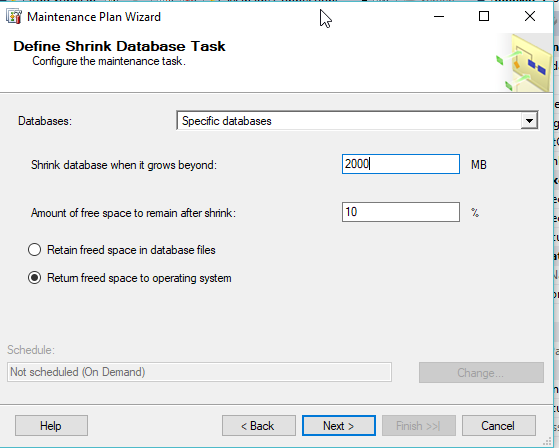 Maintenance Plan Wizard
Define Shrink Database Task
Configure the maintenance task.
Databases:
Specific databases
Shrink database when it grows beyond:
2000
MB
Amount of free space to remain after shrink:
10
%
Retain freed space in database files
Return freed space to operating system
Schedule:
Not scheduled (On Demand)
Change...
Help
< Back
Next >
Finish >>|
Cancel